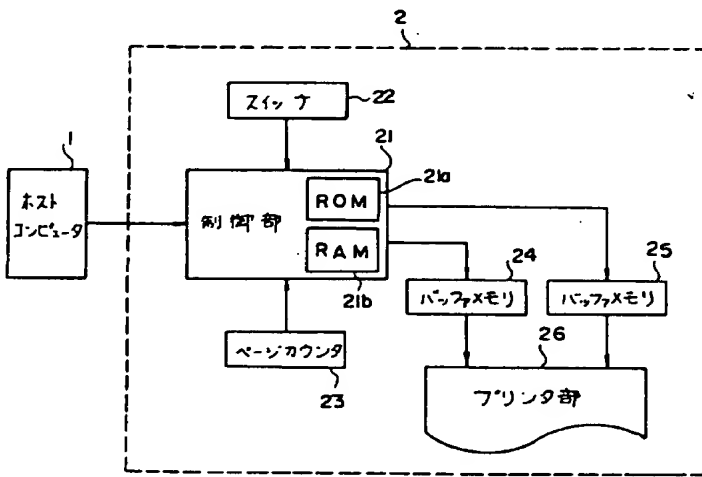 2
スイッチ
22
1
21
21a
ROM
ホスト
コンピュータ
制御部
RAM
24
25
21b
バッファメモリ
バッファメモリ
26
ページカウンタ
プリンタ部
23